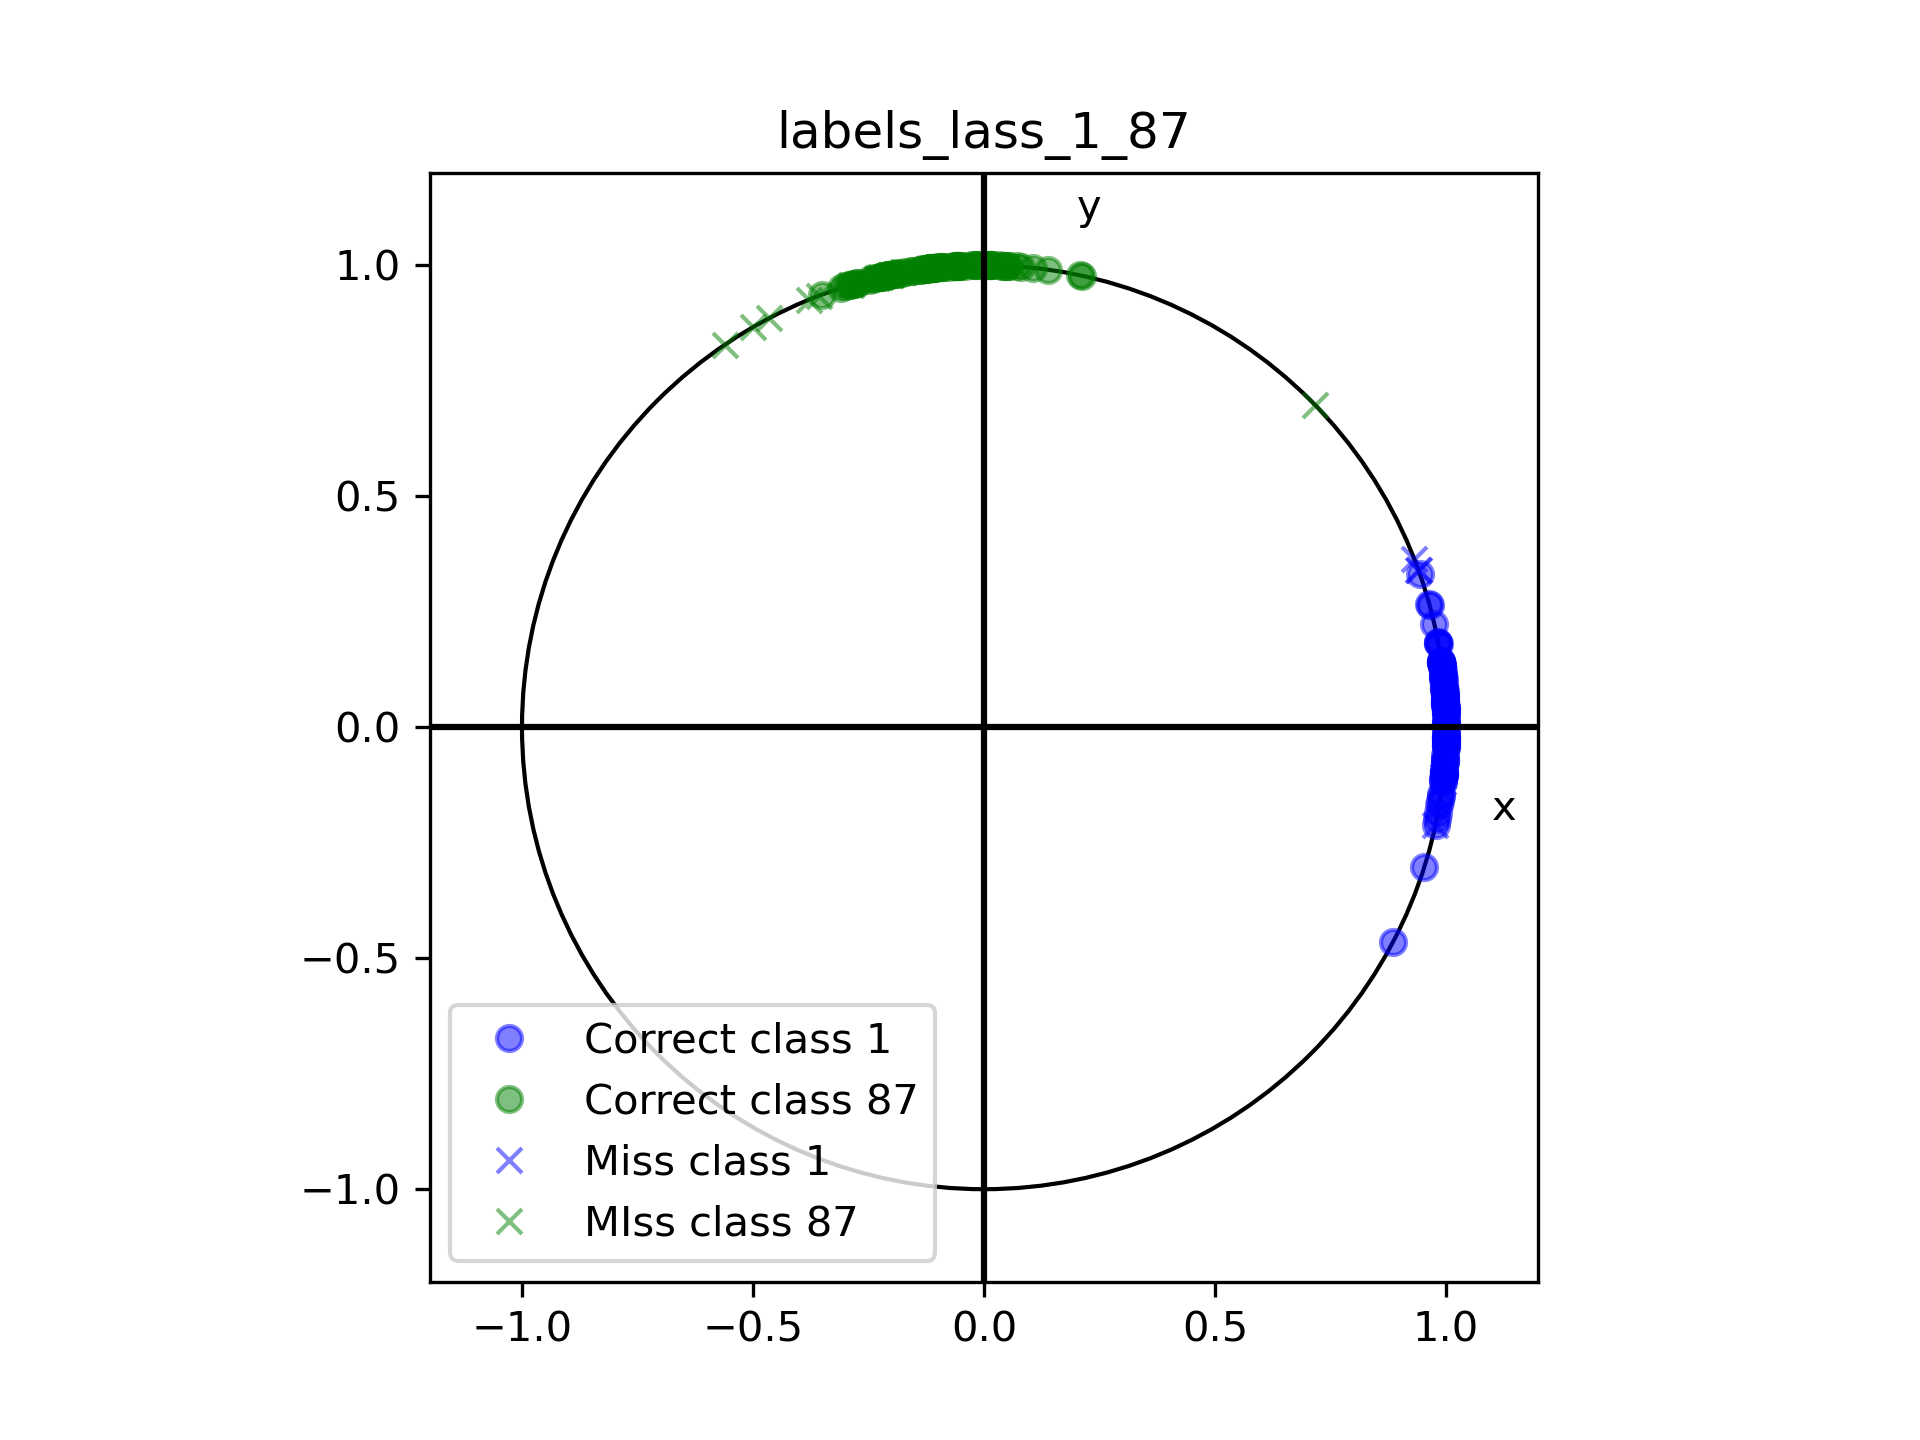 labels_lass_1_87
y
1.0
0.5
0.0
x
−0.5
−1.0
Correct class 1
Correct class 87
Miss class 1
MIss class 87
−1.0 −0.5 0.0 0.5 1.0